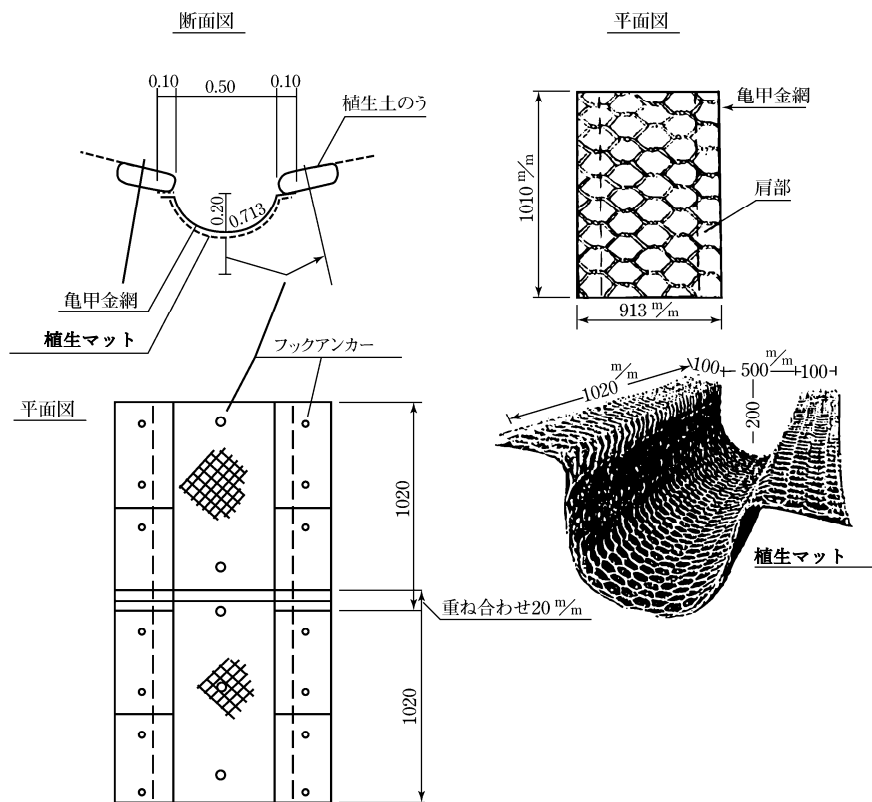 断面図
0.10
0.50
0.10
植生土のう
0.20
0.713
亀甲金網
植生マット
フックアンカー
平面図
1020
重ね合わせ20 m/m
1020
平面図
亀甲金網
1010 m/m
肩部
913 m/m
1020 m/m
100
500 m/m
100
200
植生マット